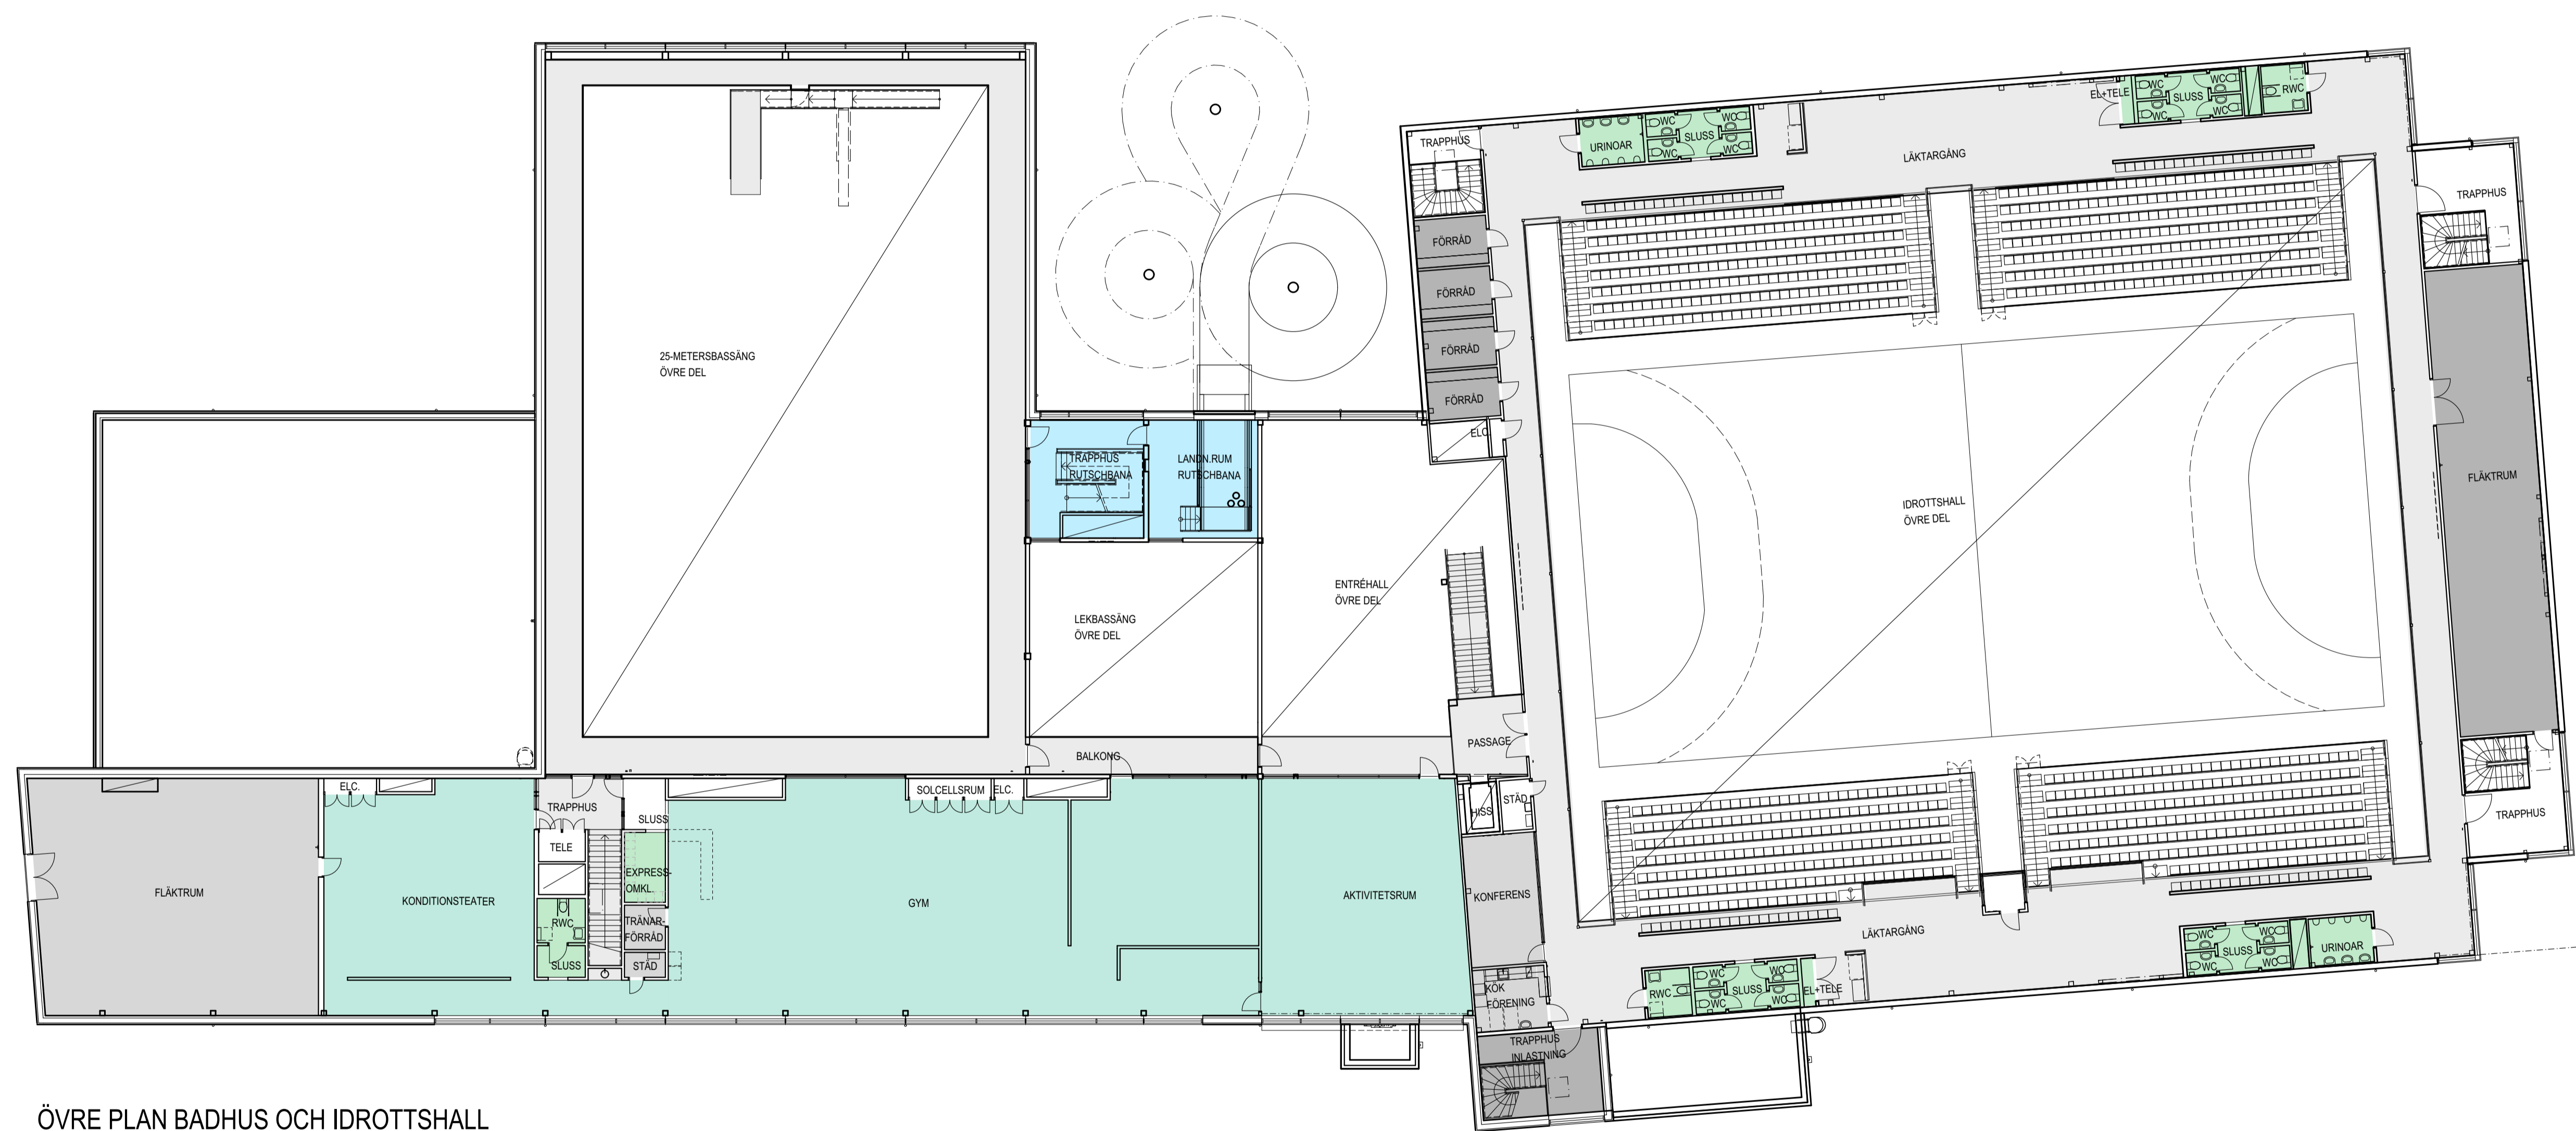 TRAPPHUS
URINOAR
WC
WC
SLUSS
WC
WC
LÄKTARGÅNG
EL+TELE
WC
WC
SLUSS
WC
WC
RWC
TRAPPHUS
FÖRRÅD
FÖRRÅD
FÖRRÅD
FÖRRÅD
ELC.
25-METERSBASSÄNG
ÖVRE DEL
TRAPPHUS
RUTSCHBANA
LANDN.RUM
RUTSCHBANA
LEKBASSÄNG
ÖVRE DEL
ENTRÉHALL
ÖVRE DEL
IDROTTSHALL
ÖVRE DEL
FLÄKTRUM
BALKONG
PASSAGE
ELC.
TRAPPHUS
SLUSS
SOLCELLSRUM
ELC.
HISS
STÄD
TRAPPHUS
TELE
EXPRESS-
OMKL.
FLÄKTRUM
KONDITIONSTEATER
RWC
TRÄNAR-
FÖRRÅD
SLUSS
STÄD
GYM
AKTIVITETSRUM
KONFERENS
LÄKTARGÅNG
KÖK
FÖRENING
RWC
WC
WC
SLUSS
WC
WC
EL+TELE
WC
WC
SLUSS
WC
WC
URINOAR
TRAPPHUS
INLASTNING
ÖVRE PLAN BADHUS OCH IDROTTSHALL